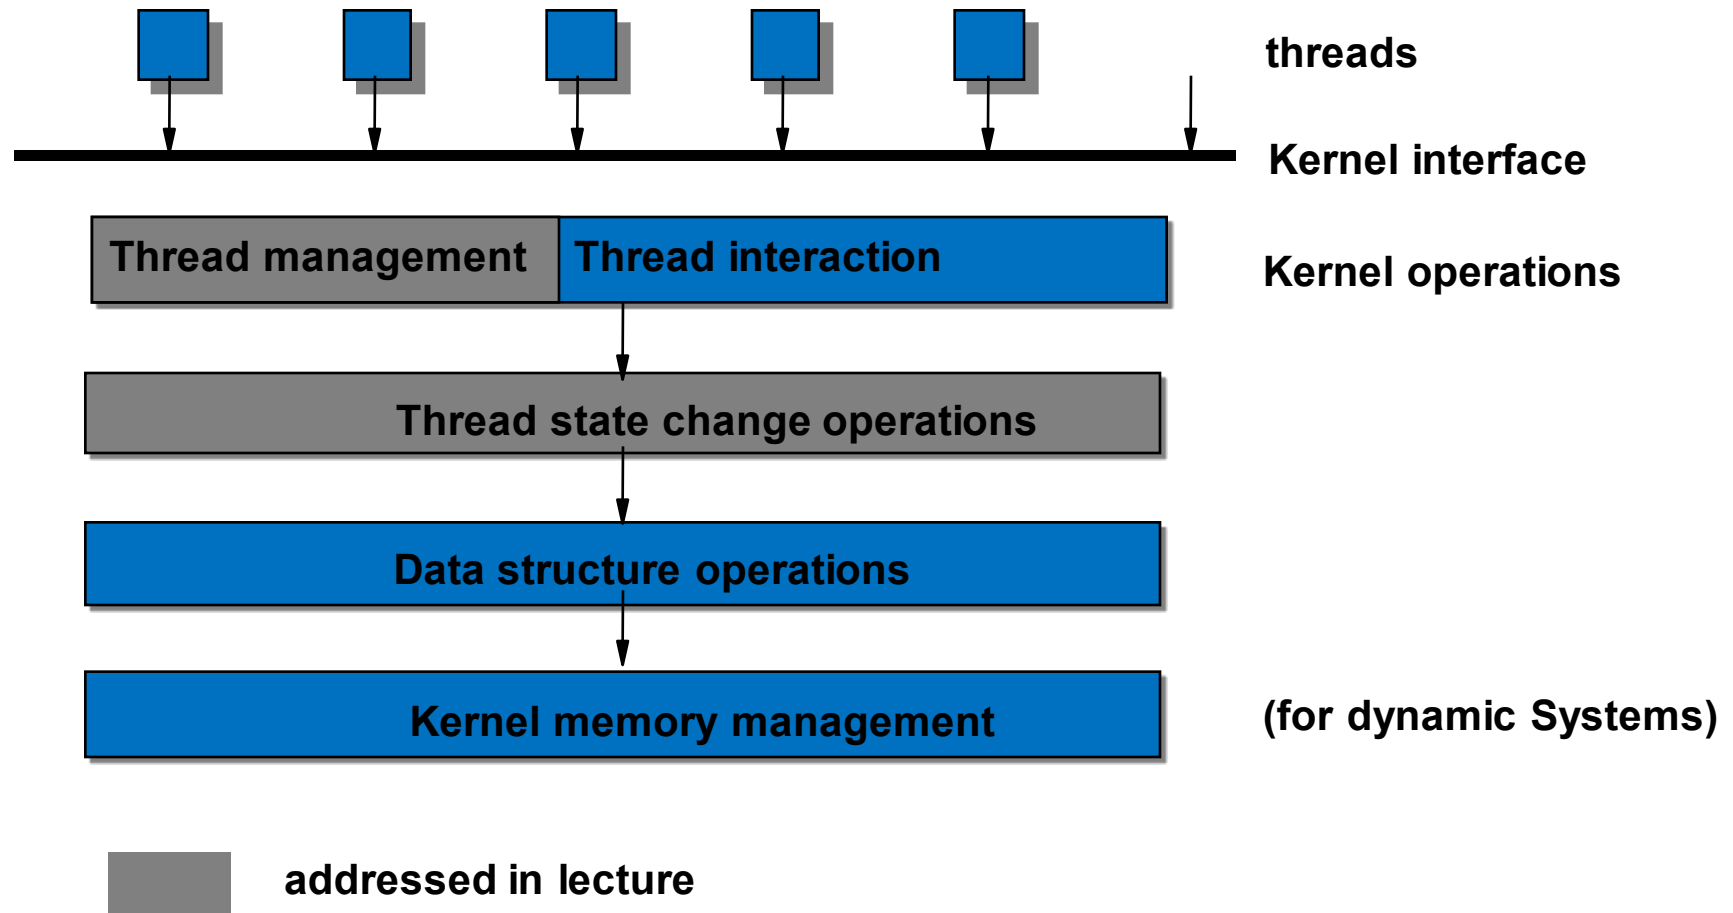 threads
Kernel interface
Thread management
Thread interaction
Kernel operations
Thread state change operations
Data structure operations
Kernel memory management
(for dynamic Systems)
addressed in lecture